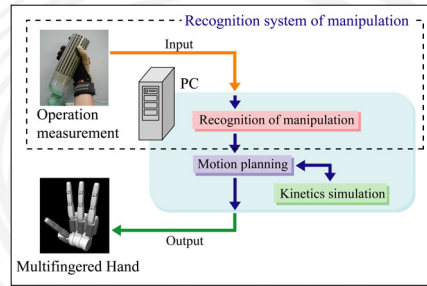 Recognition system of manipulation
Input
PC
Operation
measurement
Recognition of manipulation
Motion planning
Kinetics simulation
Output
Multifingered Hand